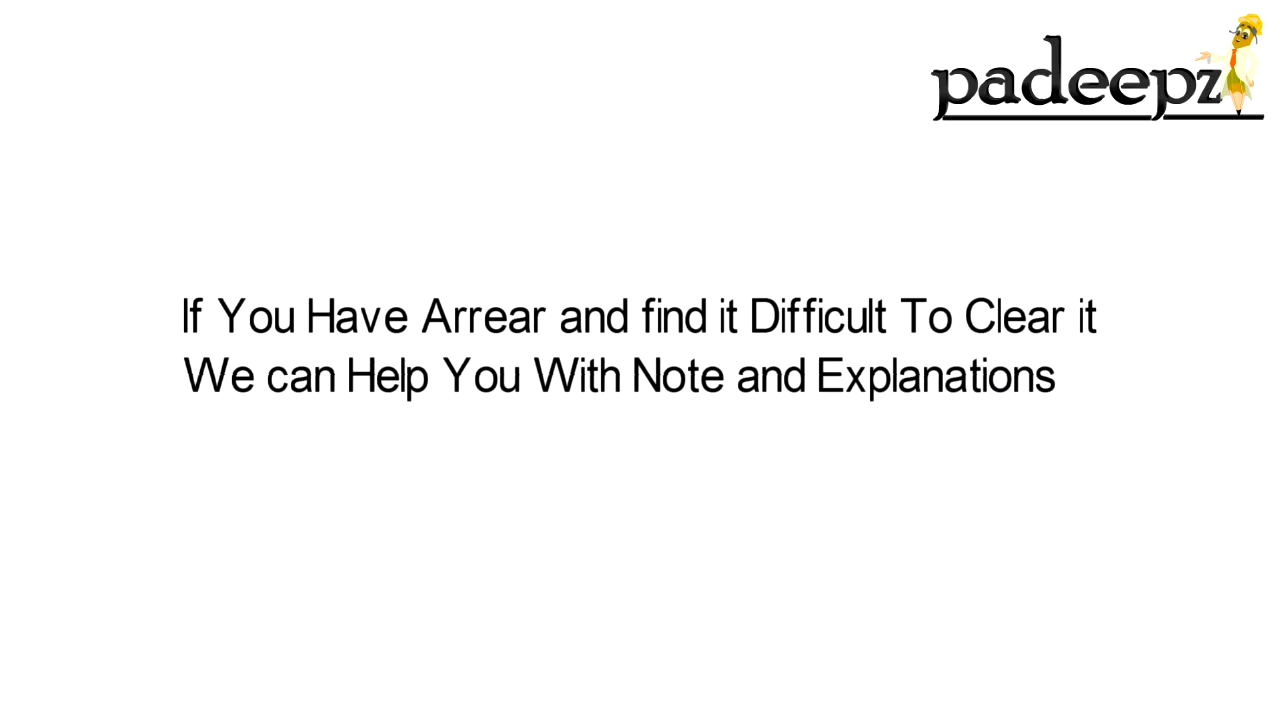 padeepz
If You Have Arrear and find it Difficult To Clear it
We can Help You With Note and Explanations